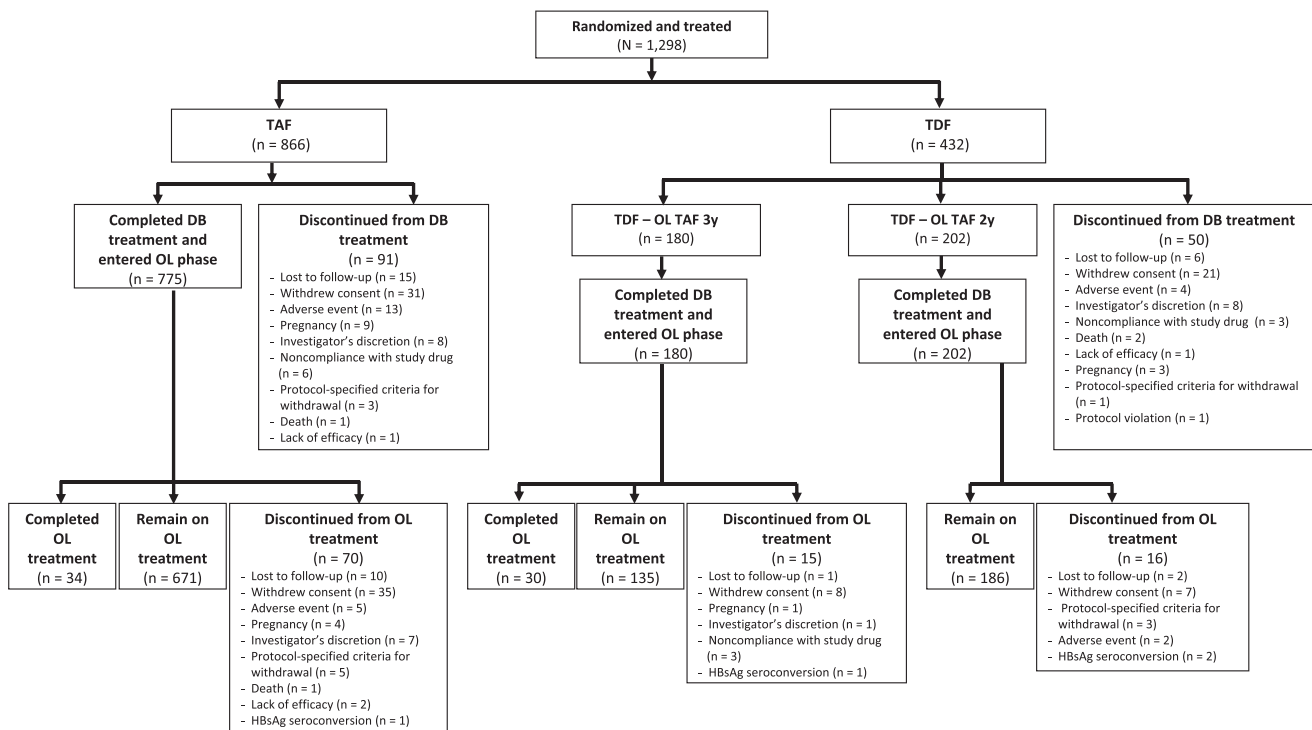 Randomized and treated
(N = 1,298)
TAF
(n = 866)
TDF
(n = 432)
Completed DB
treatment and
entered OL phase
(n = 775)
Discontinued from DB
treatment
(n = 91)
- Lost to follow-up (n = 15)
- Withdrew consent (n = 31)
- Adverse event (n = 13)
- Pregnancy (n = 9)
- Investigator's discretion (n = 8)
- Noncompliance with study drug
(n = 6)
- Protocol-specified criteria for
withdrawal (n = 3)
- Death (n = 1)
- Lack of efficacy (n = 1)
TDF – OL TAF 3y
(n = 180)
Completed DB
treatment and
entered OL phase
(n = 180)
TDF – OL TAF 2y
(n = 202)
Completed DB
treatment and
entered OL phase
(n = 202)
Discontinued from DB treatment
(n = 50)
- Lost to follow-up (n = 6)
- Withdrew consent (n = 21)
- Adverse event (n = 4)
- Investigator's discretion (n = 8)
- Noncompliance with study drug (n = 3)
- Death (n = 2)
- Lack of efficacy (n = 1)
- Pregnancy (n = 3)
- Protocol-specified criteria for withdrawal
(n = 1)
- Protocol violation (n = 1)
Completed
OL
treatment
(n = 34)
Remain on
OL
treatment
(n = 671)
Discontinued from OL
treatment
(n = 70)
- Lost to follow-up (n = 10)
- Withdrew consent (n = 35)
- Adverse event (n = 5)
- Pregnancy (n = 4)
- Investigator's discretion (n = 7)
- Protocol-specified criteria for
withdrawal (n = 5)
- Death (n = 1)
- Lack of efficacy (n = 2)
- HBsAg seroconversion (n = 1)
Completed
OL
treatment
(n = 30)
Remain on
OL
treatment
(n = 135)
Discontinued from OL
treatment
(n = 15)
- Lost to follow-up (n = 1)
- Withdrew consent (n = 8)
- Pregnancy (n = 1)
- Investigator's discretion (n = 1)
- Noncompliance with study drug
(n = 3)
- HBsAg seroconversion (n = 1)
Remain on
OL
treatment
(n = 186)
Discontinued from OL
treatment
(n = 16)
- Lost to follow-up (n = 2)
- Withdrew consent (n = 7)
- Protocol-specified criteria for
withdrawal (n = 3)
- Adverse event (n = 2)
- HBsAg seroconversion (n = 2)